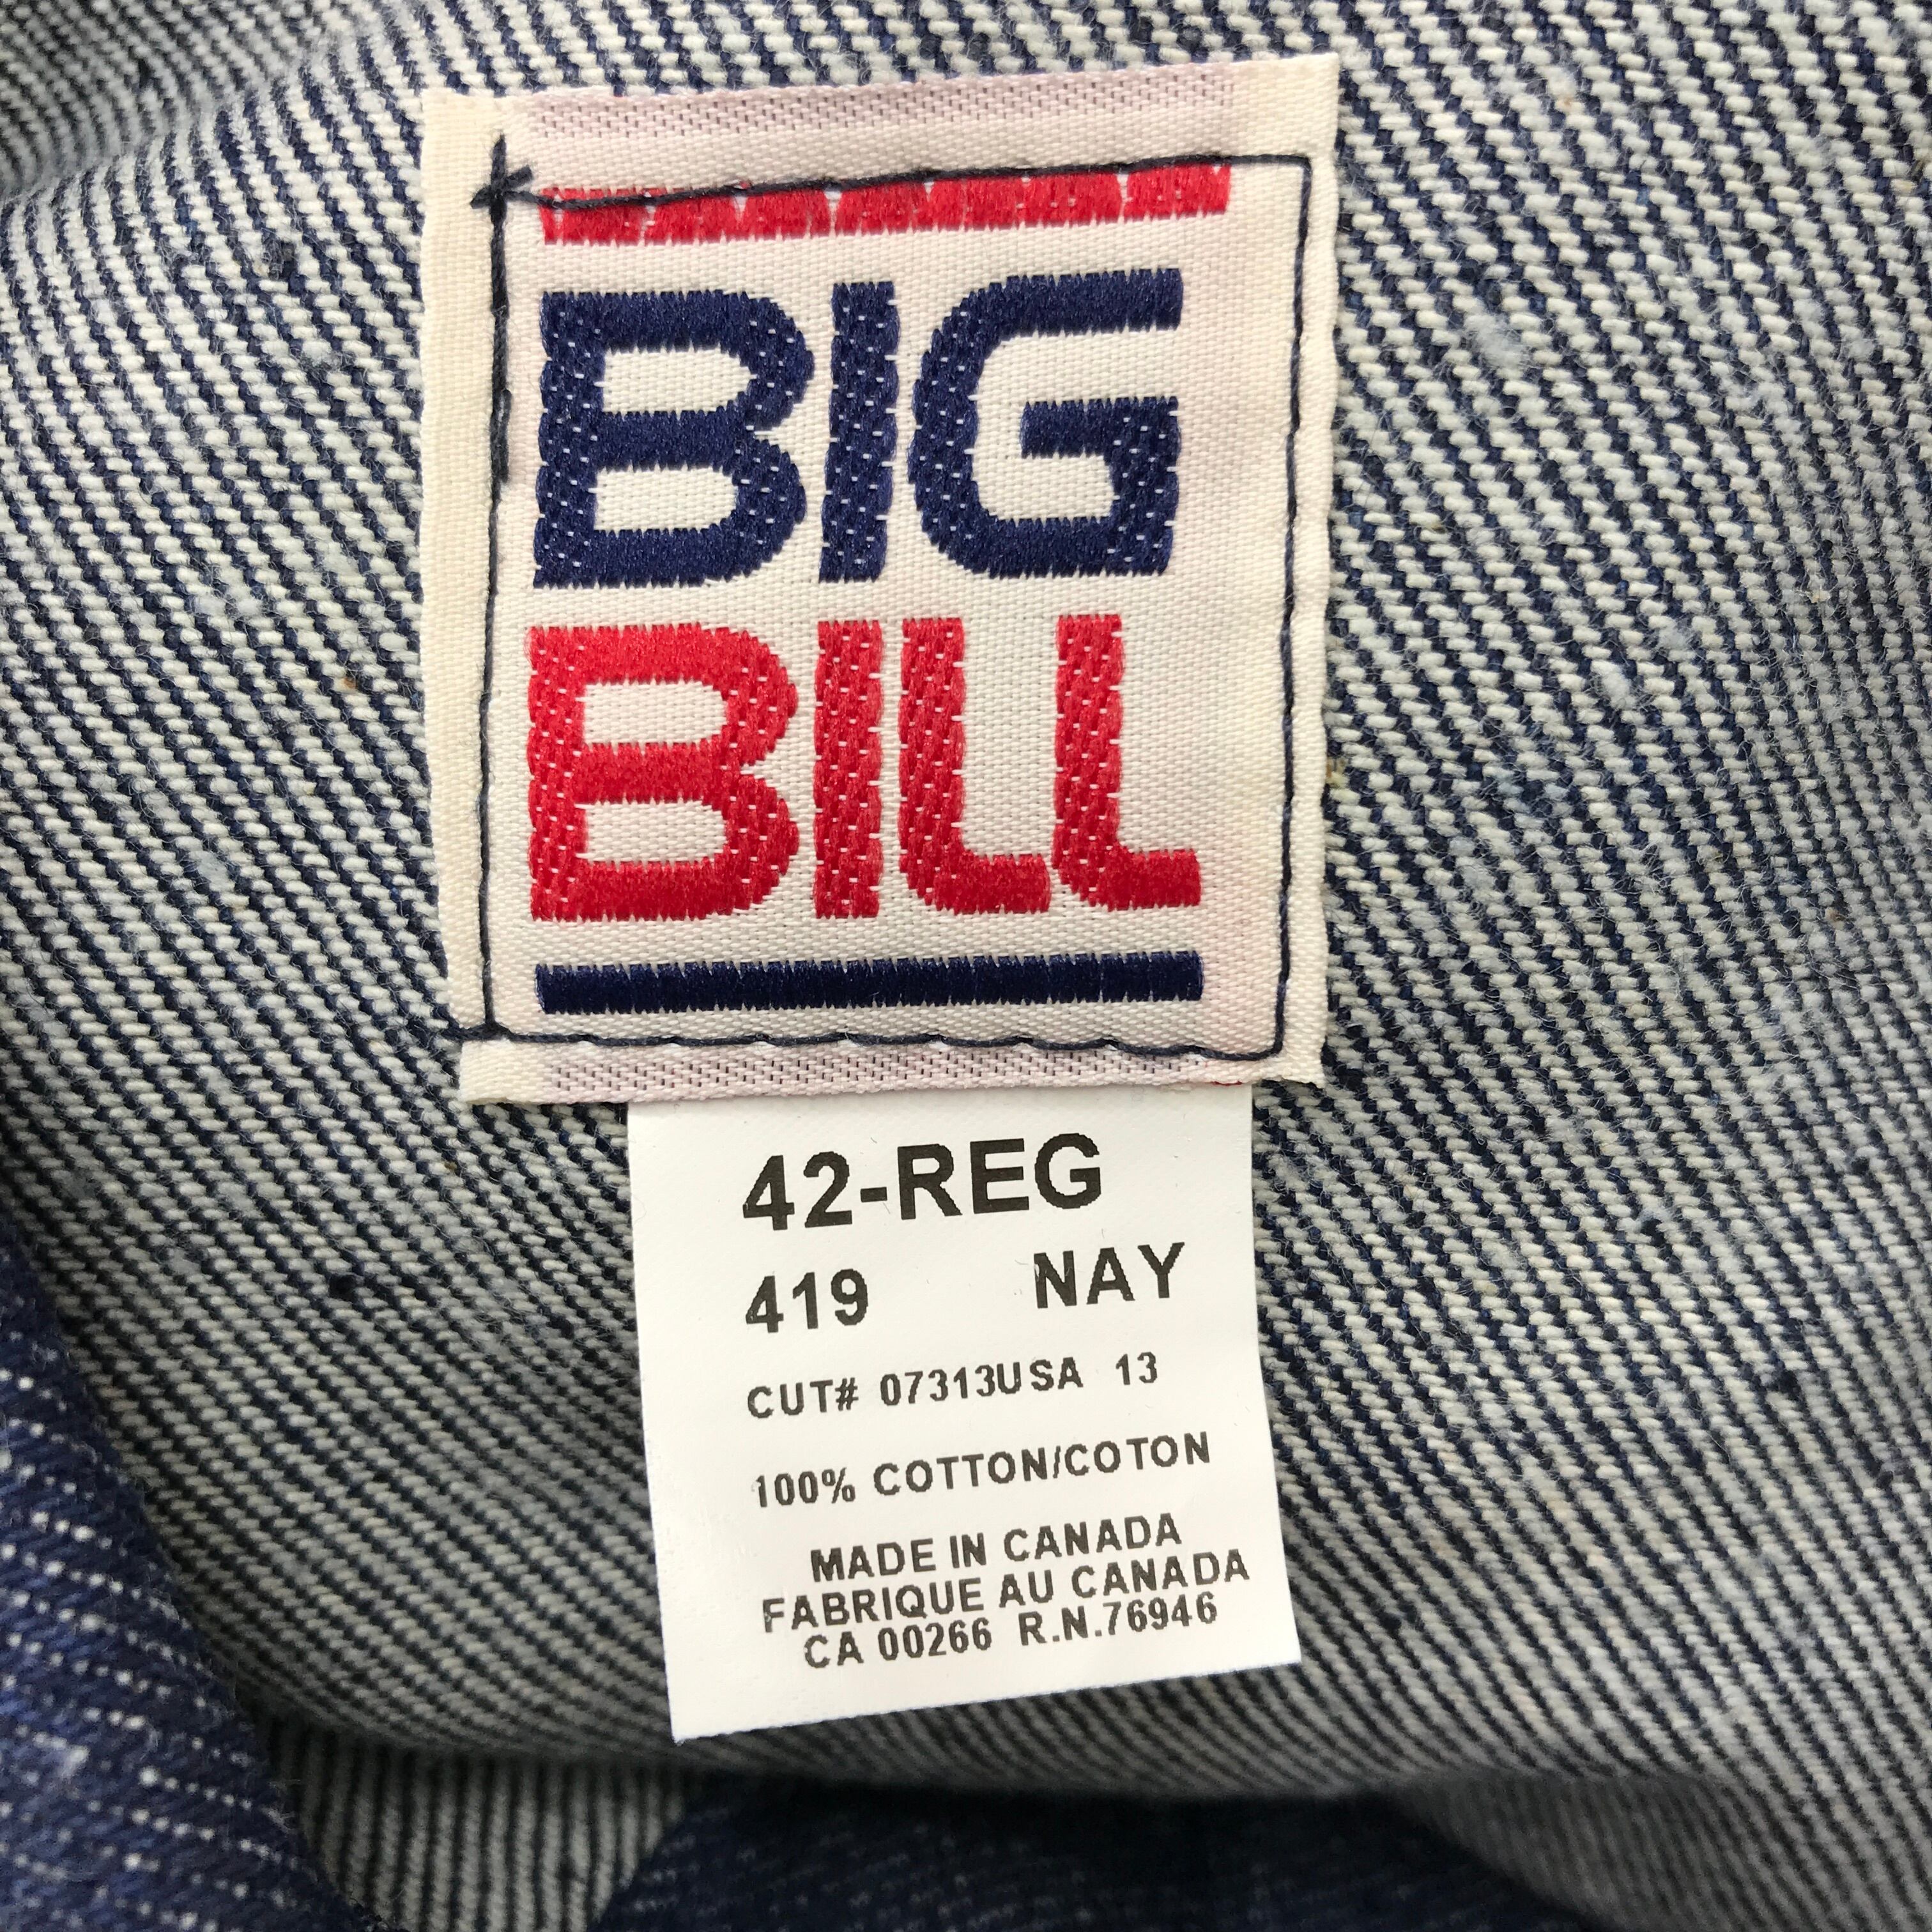 BIG
BILL
42-REG
419 NAY
CUT# 07313USA 13
100% COTTON/COTON
MADE IN CANADA
FABRIQUE AU CANADA
CA 00266 R.N.76946